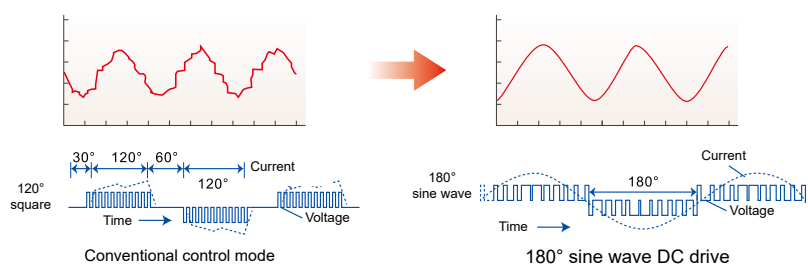 30° 120° 60° Current
120°
120°
square
Time
Voltage
Conventional control mode
Current
180°
sine wave
180°
Voltage
Time
180° sine wave DC drive